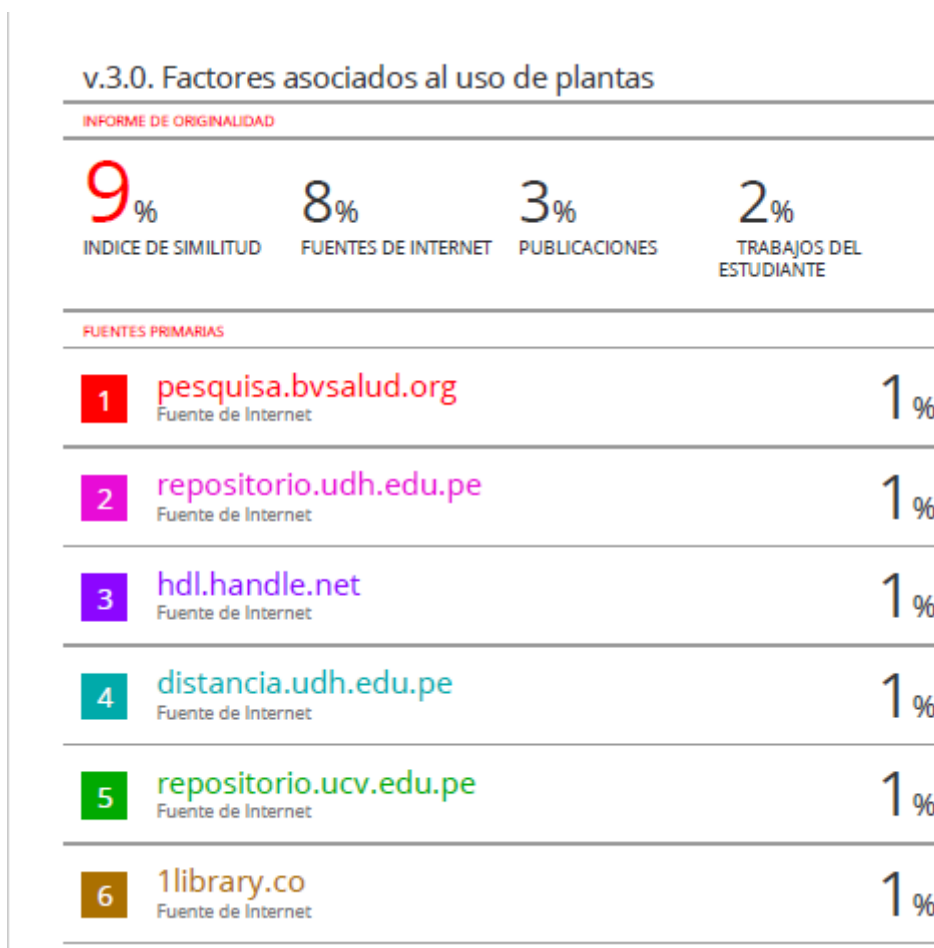 v.3.0. Factores asociados al uso de plantas
INFORME DE ORIGINALIDAD
9%
INDICE DE SIMILITUD
8%
FUENTES DE INTERNET
3%
PUBLICACIONES
2%
TRABAJOS DEL
ESTUDIANTE
FUENTES PRIMARIAS
1
pesquisa.bvsalud.org
Fuente de Internet
1%
2
repositorio.udh.edu.pe
Fuente de Internet
1%
3
hdl.handle.net
Fuente de Internet
1%
4
distancia.udh.edu.pe
Fuente de Internet
1%
5
repositorio.ucv.edu.pe
Fuente de Internet
1%
6
1library.co
Fuente de Internet
1%